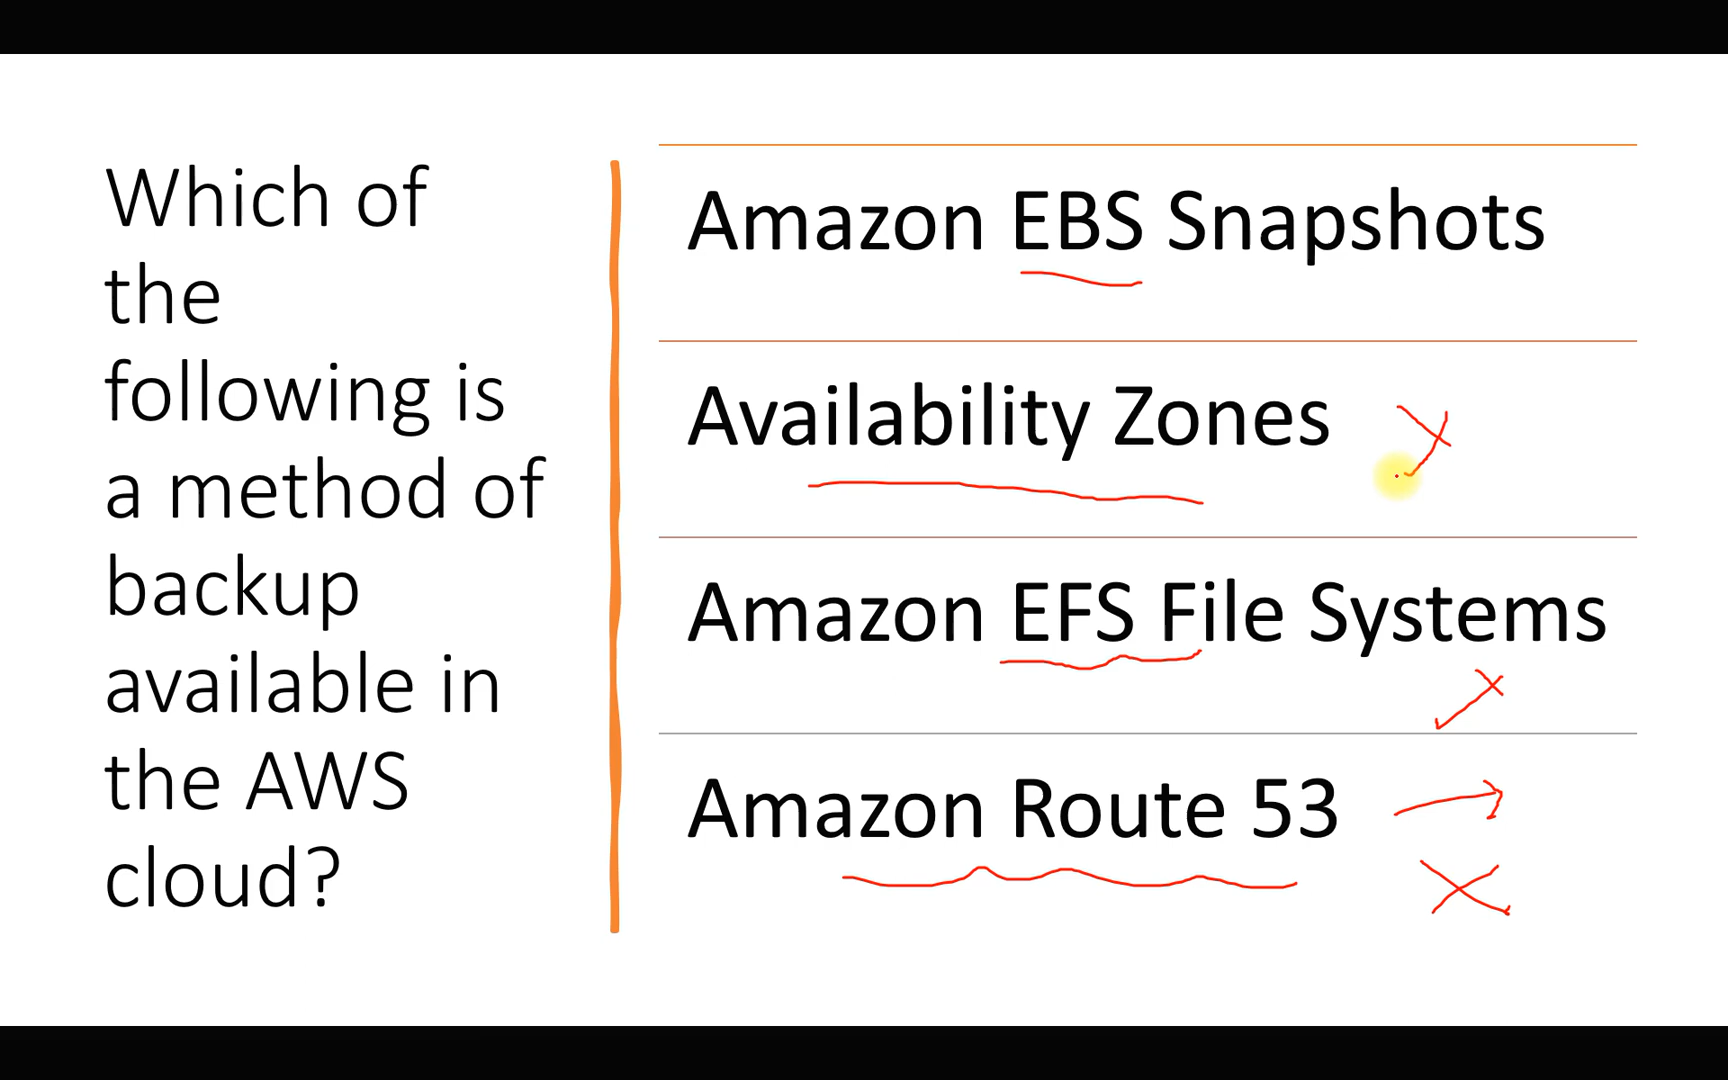 Which of
the
following is
a method of
backup
available in
the AWS
cloud?
Amazon EBS Snapshots
Availability Zones
Amazon EFS File Systems
Amazon Route 53